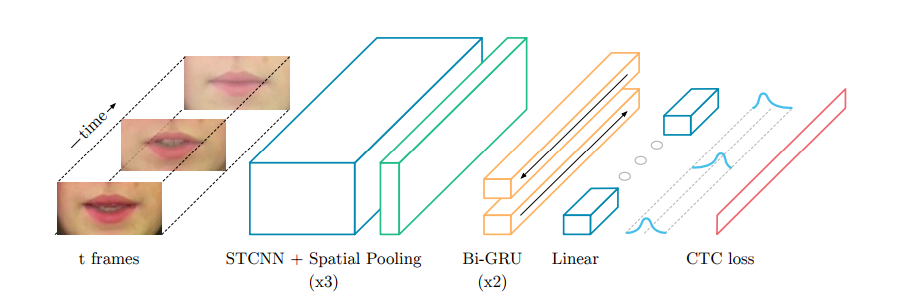 time
t frames
STCNN + Spatial Pooling
(x3)
Bi-GRU
(x2)
Linear
CTC loss